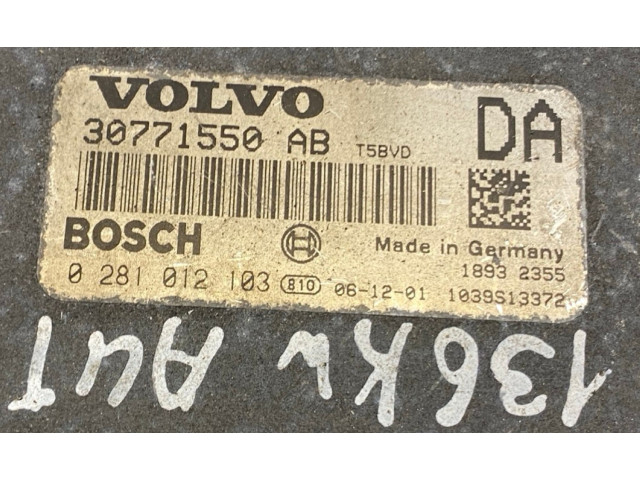 VOLVO
30771550 AB T5BVD DA
BOSCH Made in Germany
1893 2355
0 281 012 103 810 06-12-01 1039S13372
136kw AUT